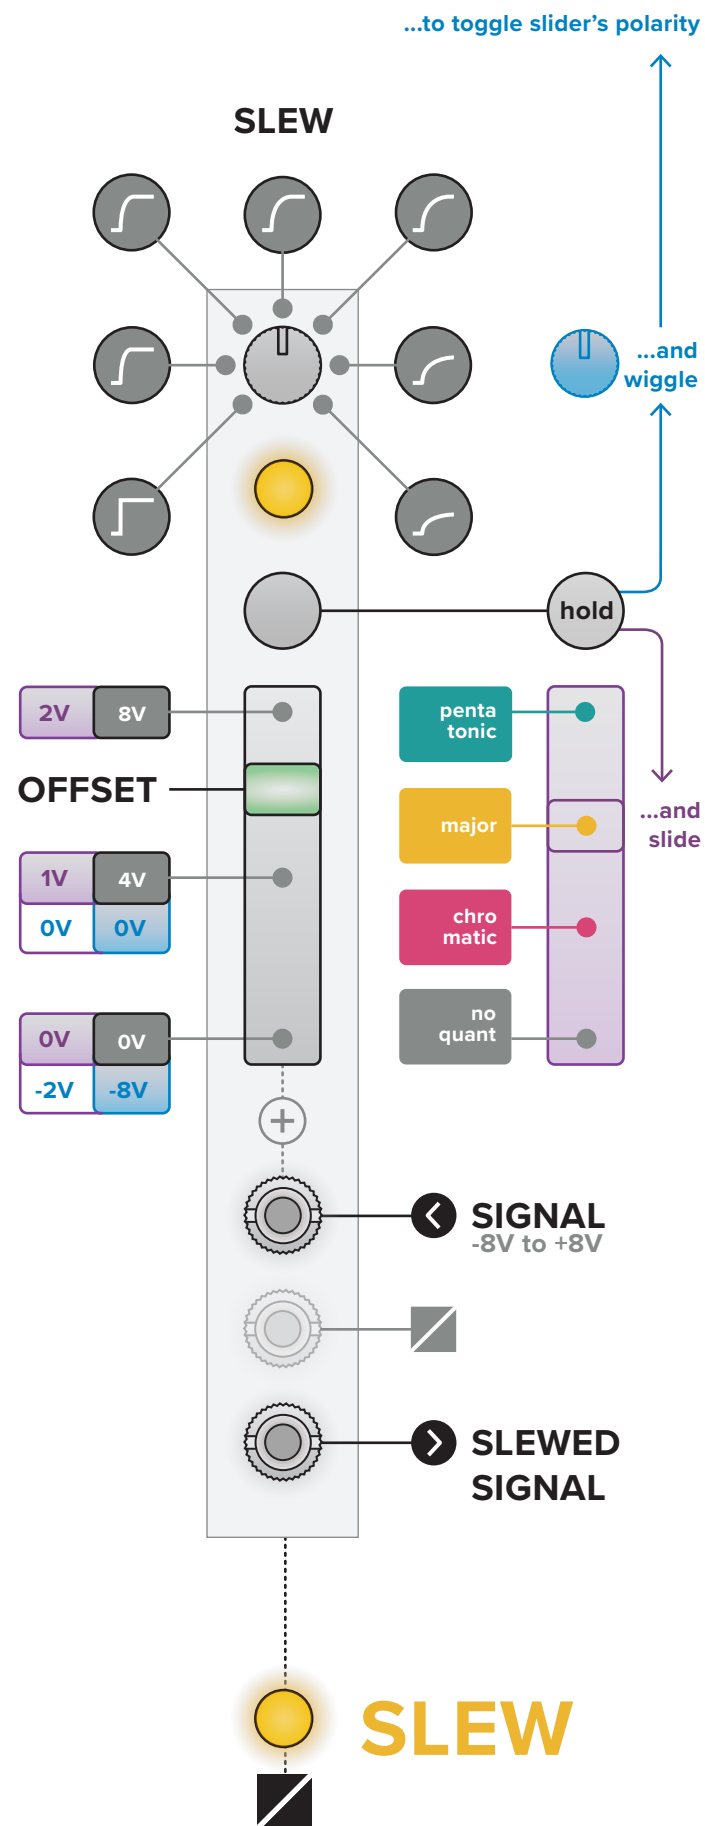 ...to toggle slider's polarity
SLEW
...and
wiggle
hold
2V 8V
penta
tonic
OFFSET
major
...and
slide
1V 4V
0V 0V
chro
matic
no
quant
0V 0V
-2V -8V
SIGNAL
-8V to +8V
SLEWED
SIGNAL
SLEW